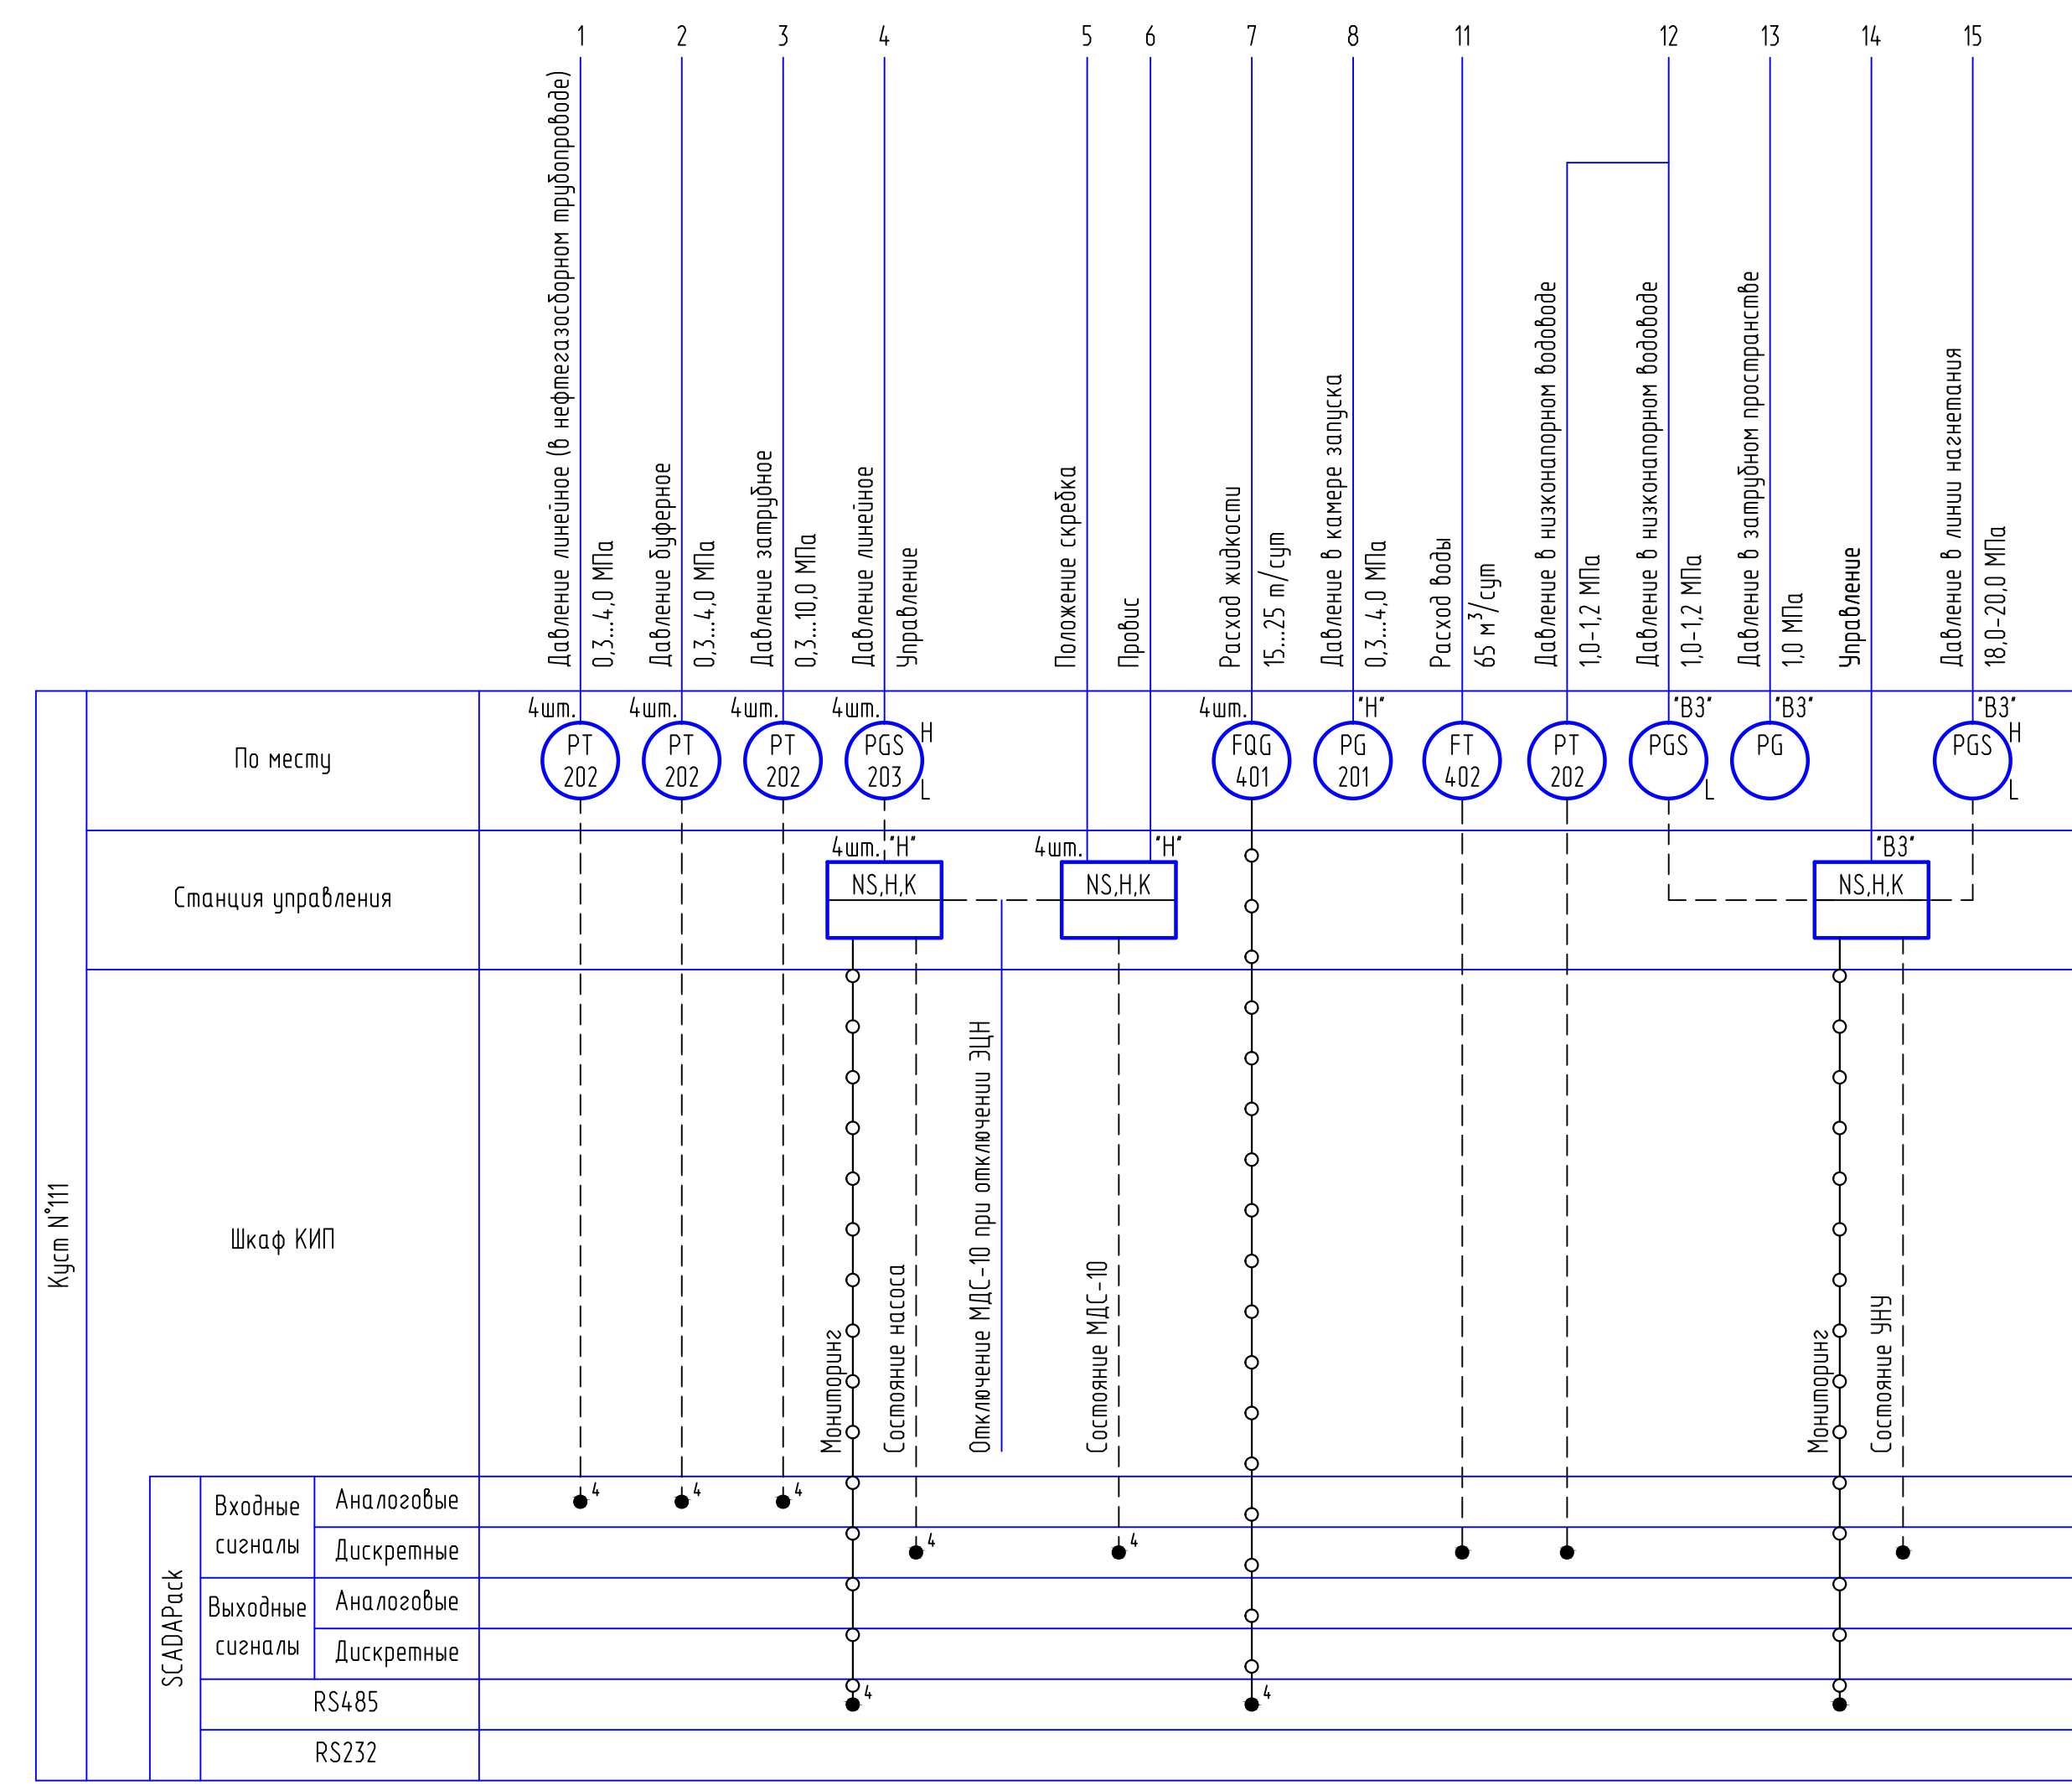 1 2 3 4 5 6 7 8 11 12 13 14 15
Давление линейное (в нефтегазосборном трубопроводе)
0,3...4,0 МПа
Давление буферное
0,3...4,0 МПа
Давление затрубное
0,3...10,0 МПа
Давление линейное
Управление
Положение скребка
Провис
Расход жидкости
15...25 т/сут
Давление в камере запуска
0,3...4,0 МПа
Расход воды
65 м³/сут
Давление в низконапорном водоводе
1,0-1,2 МПа
Давление в низконапорном водоводе
1,0-1,2 МПа
Давление в затрубном пространстве
1,0 МПа
Управление
Давление в линии нагнетания
18,0-20,0 МПа
Куст N°111
По месту
4шт.
PT
202
4шт.
PT
202
4шт.
PT
202
4шт.
PGS
203
H
L
4шт.
FQG
401
"Н"
PG
201
FT
402
PT
202
"ВЗ"
PGS
L
"ВЗ"
PG
"ВЗ"
PGS
H
L
Станция управления
4шт. "Н"
NS,H,K
4шт. "Н"
NS,H,K
"ВЗ"
NS,H,K
Шкаф КИП
Мониторинг
Состояние насоса
Отключение МДС-10 при отключении ЭЦН
Состояние МДС-10
Мониторинг
Состояние УНУ
SCADAPack
Входные
сигналы
Аналоговые
4 4 4
Дискретные
4 4
Выходные
сигналы
Аналоговые
Дискретные
RS485
4 4
RS232